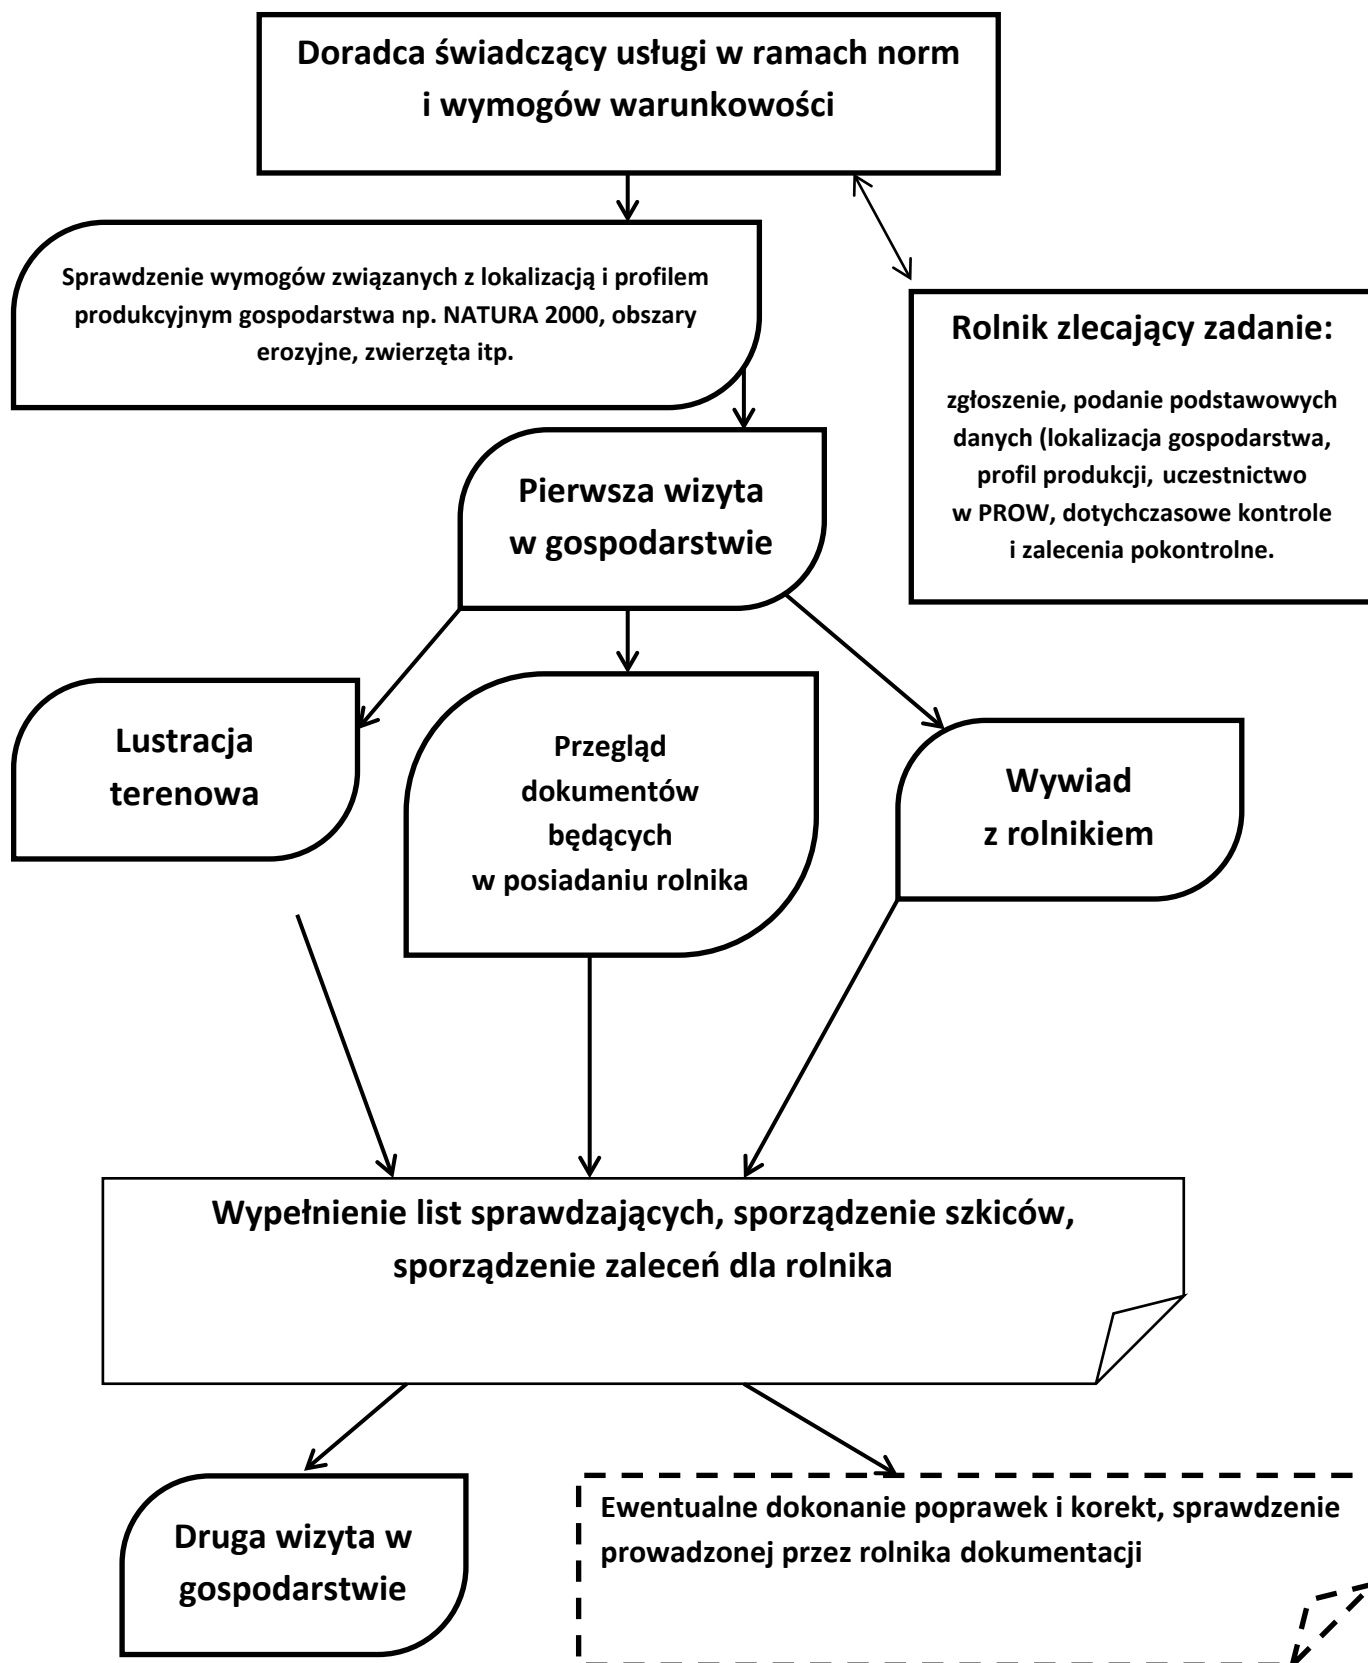 Doradca świadczący usługi w ramach norm
i wymogów warunkowości
Sprawdzenie wymogów związanych z lokalizacją i profilem
produkcyjnym gospodarstwa np. NATURA 2000, obszary
erozyjne, zwierzęta itp.
Rolnik zlecający zadanie:
zgłoszenie, podanie podstawowych
danych (lokalizacja gospodarstwa,
profil produkcji, uczestnictwo
w PROW, dotychczasowe kontrole
i zalecenia pokontrolne.
Pierwsza wizyta
w gospodarstwie
Lustracja
terenowa
Przegląd
dokumentów
będących
w posiadaniu rolnika
Wywiad
z rolnikiem
Wypełnienie list sprawdzających, sporządzenie szkiców,
sporządzenie zaleceń dla rolnika
Druga wizyta w
gospodarstwie
Ewentualne dokonanie poprawek i korekt, sprawdzenie
prowadzonej przez rolnika dokumentacji